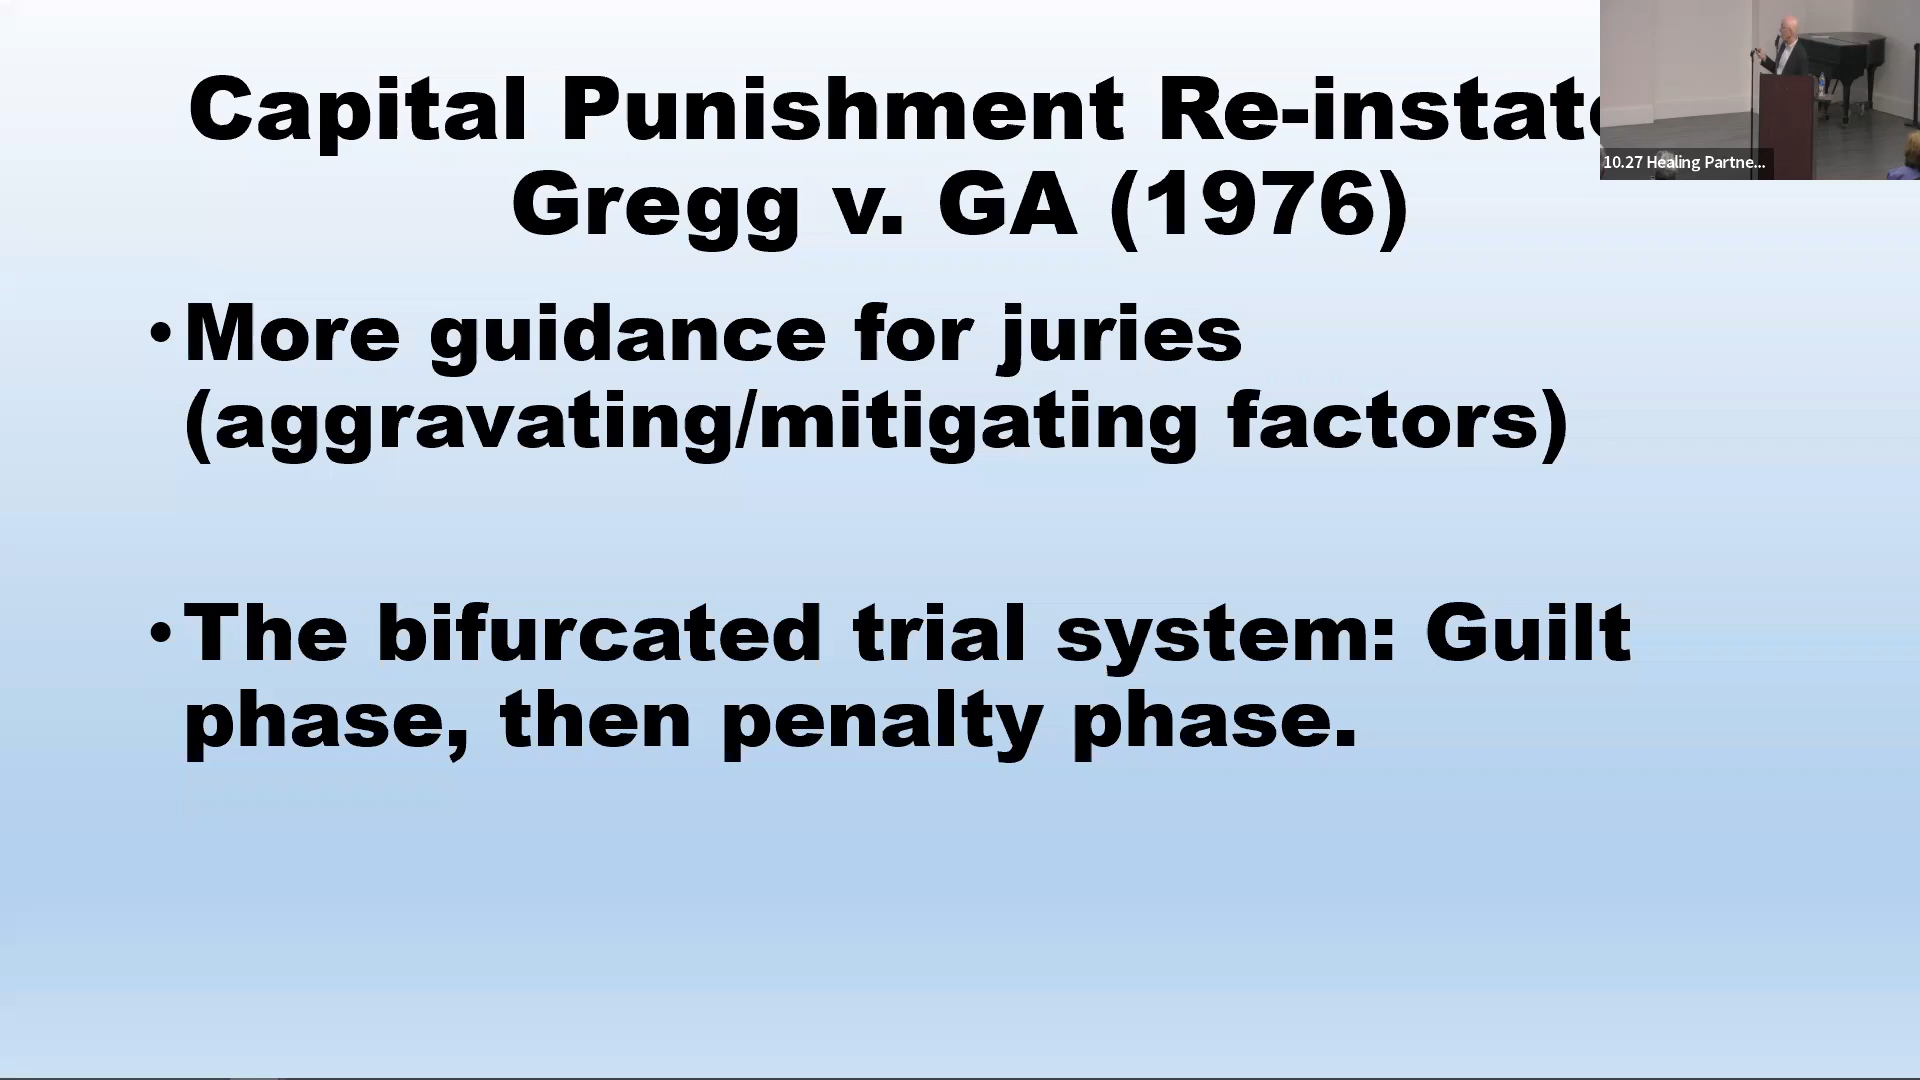 Capital Punishment Re-instate
Gregg v. GA (1976)
• More guidance for juries
(aggravating/mitigating factors)
• The bifurcated trial system: Guilt
phase, then penalty phase.
10.27 Healing Partne...